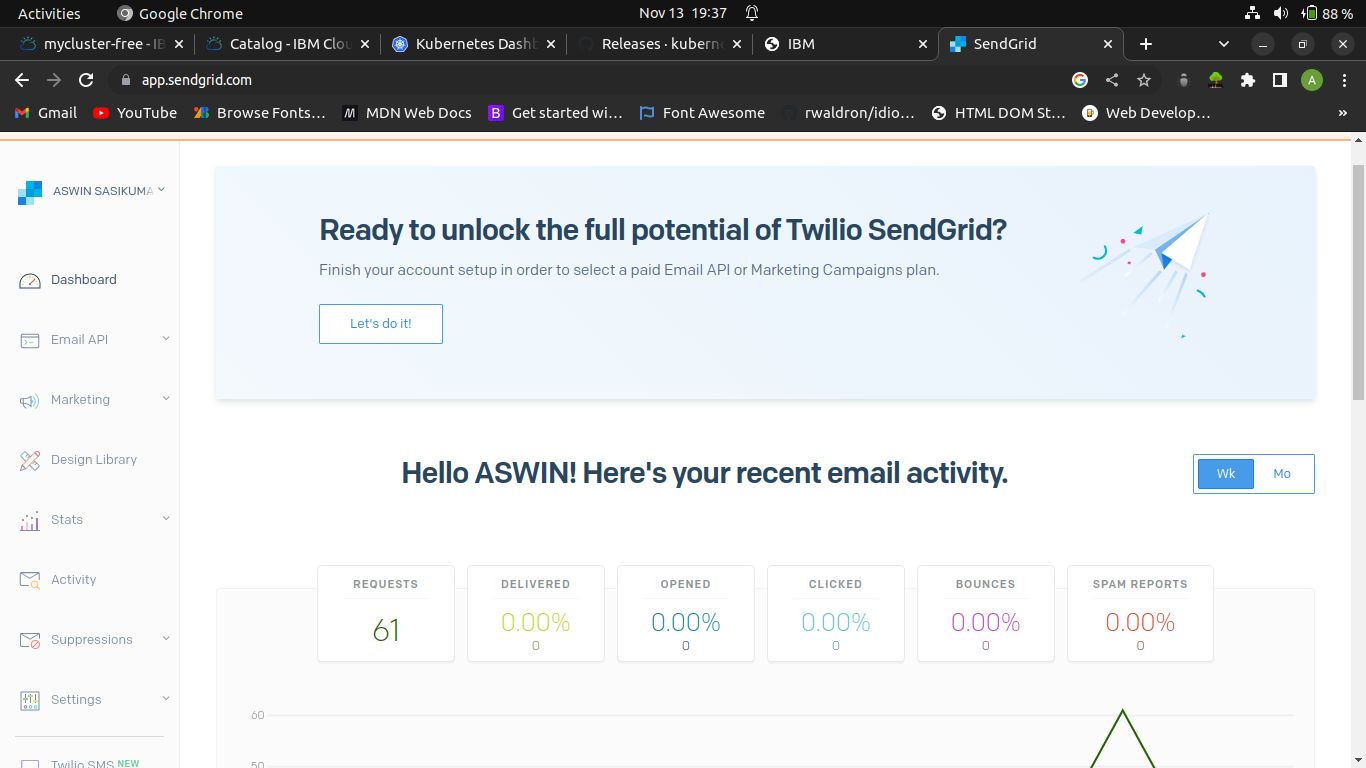 Activities Google Chrome Nov 13 19:37 88 %
mycluster-free - IB Catalog - IBM Clou Kubernetes Dashb Releases · kubern IBM SendGrid
app.sendgrid.com A
Gmail YouTube Browse Fonts... MDN Web Docs Get started wi... Font Awesome rwaldron/idio... HTML DOM St... Web Develop... »
ASWIN SASIKUMA
Dashboard
Email API
Marketing
Design Library
Stats
Activity
Suppressions
Settings
Twilio SMS NEW
Ready to unlock the full potential of Twilio SendGrid?
Finish your account setup in order to select a paid Email API or Marketing Campaigns plan.
Let's do it!
Hello ASWIN! Here's your recent email activity.
Wk Mo
REQUESTS DELIVERED OPENED CLICKED BOUNCES SPAM REPORTS
61 0.00% 0.00% 0.00% 0.00% 0.00%
0 0 0 0 0
60
50